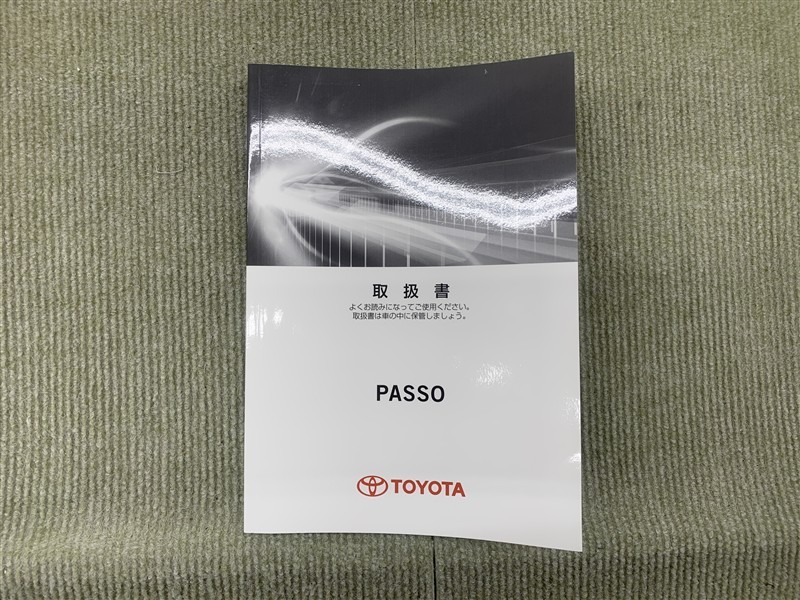 取扱書
よくお読みになってご使用ください。
取扱書は車の中に保管しましょう。
PASSO
TOYOTA